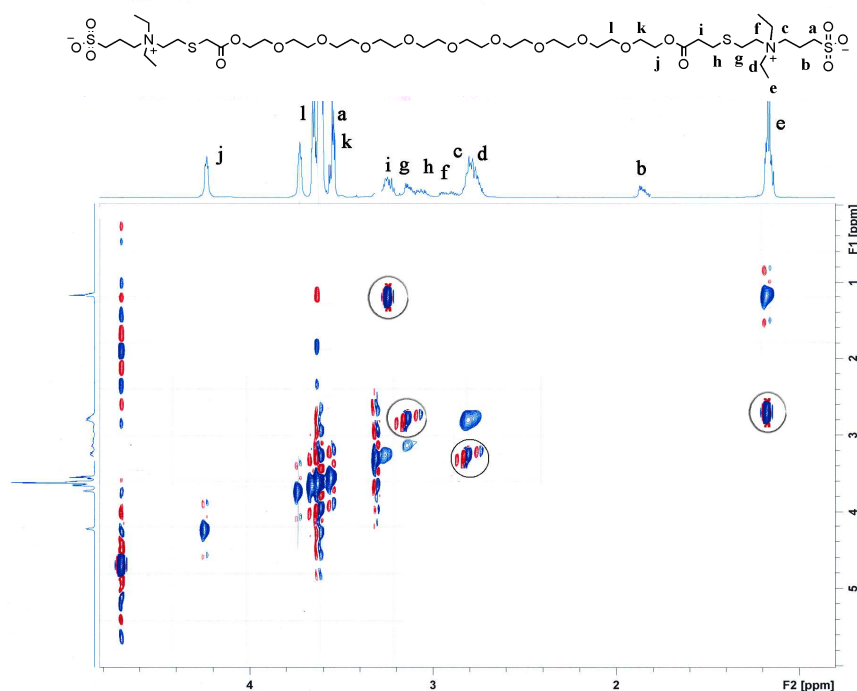 l k i f c a
⁻O S O O N⁺ S O O O O O O O O O O O O S N⁺ S O O O⁻
j h g d b
e
l a
k
j i g h f c d b e
F1 [ppm]
1
2
3
4
5
4 3 2 F2 [ppm]